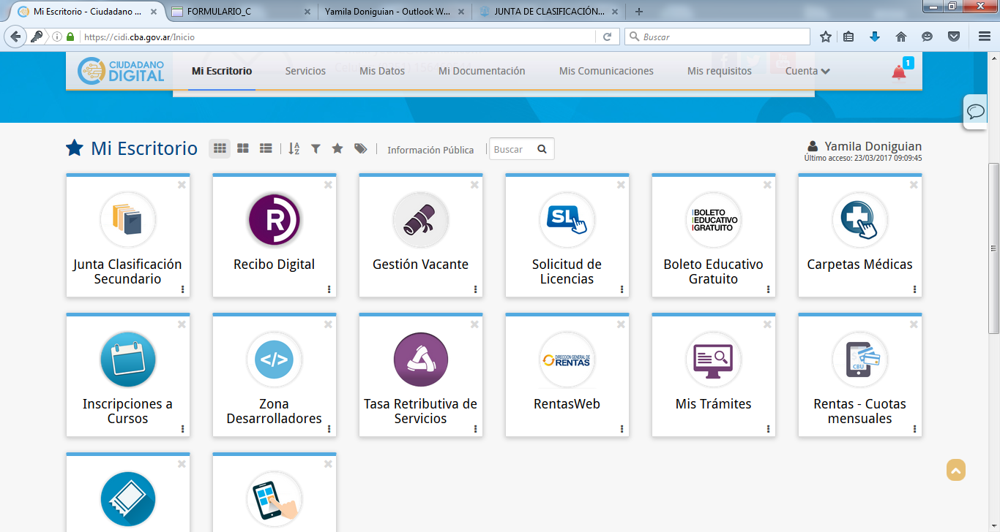 Mi Escritorio - Ciudadano ...
FORMULARIO_C
Yamila Doniguian - Outlook W...
JUNTA DE CLASIFICACIÓN...
https://cidi.cba.gov.ar/Inicio
Buscar
CIUDADANO
DIGITAL
Mi Escritorio
Servicios
Mis Datos
Mi Documentación
Mis Comunicaciones
Mis requisitos
Cuenta
1
Mi Escritorio
A
Z
Información Pública
Buscar
Yamila Doniguian
Último acceso: 23/03/2017 09:09:45
Junta Clasificación
Secundario
R
Recibo Digital
Gestión Vacante
SL
Solicitud de
Licencias
BOLETO
EDUCATIVO
GRATUITO
Boleto Educativo
Gratuito
Carpetas Médicas
Inscripciones a
Cursos
</>
Zona
Desarrolladores
Tasa Retributiva de
Servicios
DIRECCION GENERAL DE
RENTAS
RentasWeb
Mis Trámites
CBU
Rentas - Cuotas
mensuales